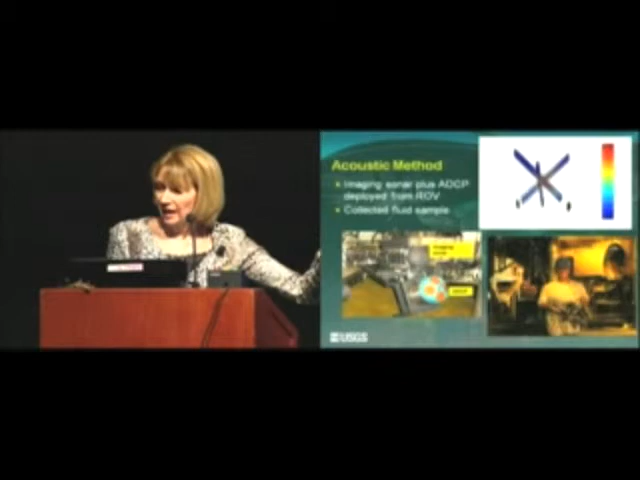 Acoustic Method
Imaging sonar plus ADCP
deployed from ROV
Collected fluid sample
USGS